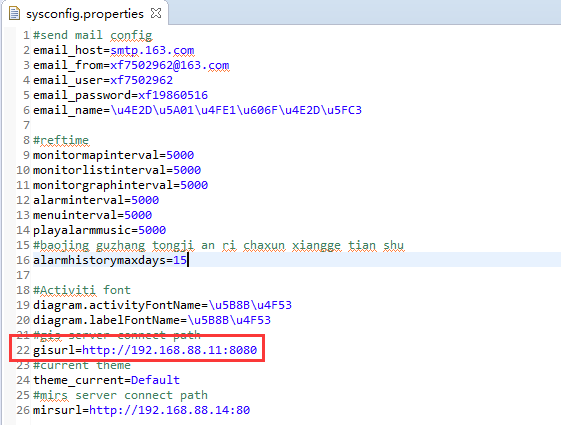 sysconfig.properties
1 #send mail config
2 email_host=smtp.163.com
3 email_from=xf7502962@163.com
4 email_user=xf7502962
5 email_password=xf19860516
6 email_name=\u4E2D\u5A01\u4FE1\u606F\u4E2D\u5FC3
7
8 #reftime
9 monitormapinterval=5000
10 monitorlistinterval=5000
11 monitorgraphinterval=5000
12 alarminterval=5000
13 menuinterval=5000
14 playalarmmusic=5000
15 #baojing guzhang tongji an ri chaxun xiangge tian shu
16 alarmhistorymaxdays=15
17
18 #Activiti font
19 diagram.activityFontName=\u5B8B\u4F53
20 diagram.labelFontName=\u5B8B\u4F53
21 #gis server connect path
22 gisurl=http://192.168.88.11:8080
23 #current theme
24 theme_current=Default
25 #mirs server connect path
26 mirsurl=http://192.168.88.14:80